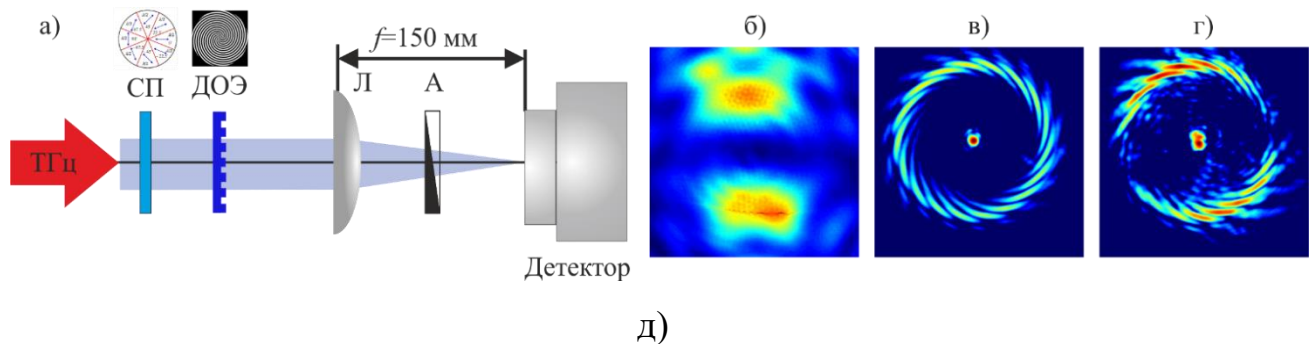 а)
СП ДОЭ
f=150 мм
Л А
ТГц
Детектор
б) в) г)
д)